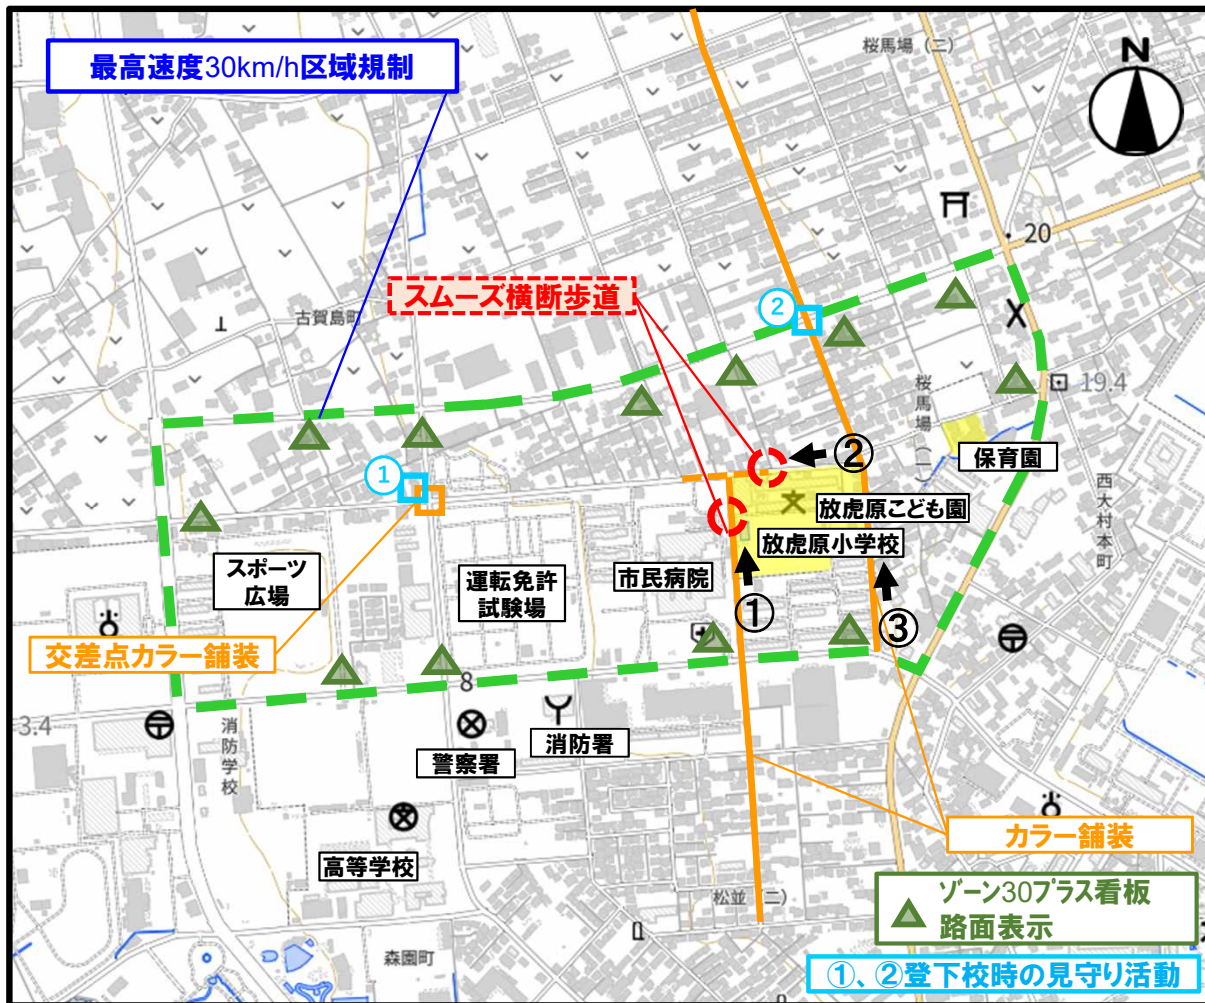 桜馬場(二)
N
最高速度30km/h区域規制
20
スムーズ横断歩道
②
古賀島町
19.4
桜馬場(一)
②
①
保育園
西大村本町
放虎原こども園
放虎原小学校
スポーツ
広場
運転免許
試験場
市民病院
①
③
交差点カラー舗装
8
3.4
消防学校
消防署
警察署
カラー舗装
高等学校
松並(二)
ゾーン30プラス看板
路面表示
森園町
①、②登下校時の見守り活動